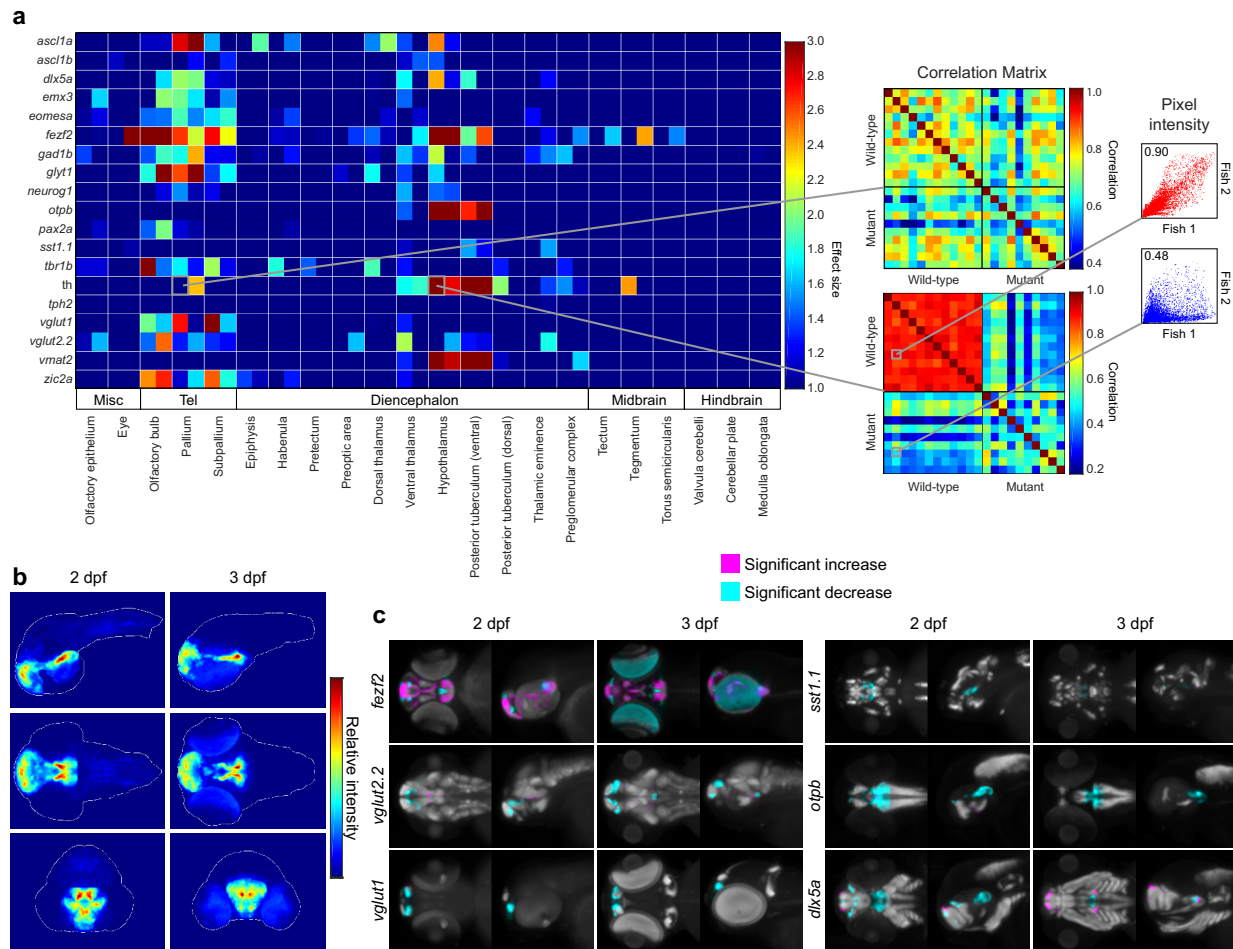 a
ascl1a
ascl1b
dlx5a
emx3
eomesa
fezf2
gad1b
glyt1
neurog1
otpb
pax2a
sst1.1
tbr1b
th
tph2
vglut1
vglut2.2
vmat2
zic2a
Misc
Tel
Diencephalon
Midbrain
Hindbrain
Olfactory epithelium
Eye
Olfactory bulb
Pallium
Subpallium
Epiphysis
Habenula
Pretectum
Preoptic area
Dorsal thalamus
Ventral thalamus
Hypothalamus
Posterior tuberculum (ventral)
Posterior tuberculum (dorsal)
Thalamic eminence
Preglomerular complex
Tectum
Tegmentum
Torus semicircularis
Valvula cerebelli
Cerebellar plate
Medulla oblongata
3.0
2.8
2.6
2.4
2.2
2.0
1.8
1.6
1.4
1.2
1.0
Effect size
Correlation Matrix
Wild-type
Mutant
Wild-type
Mutant
1.0
0.8
0.6
0.4
Correlation
Wild-type
Mutant
Wild-type
Mutant
1.0
0.8
0.6
0.4
0.2
Correlation
Pixel
intensity
0.90
Fish 2
Fish 1
0.48
Fish 2
Fish 1
b
2 dpf
3 dpf
Relative intensity
Significant increase
Significant decrease
c
2 dpf
3 dpf
2 dpf
3 dpf
fezf2
vglut2.2
vglut1
sst1.1
otpb
dlx5a